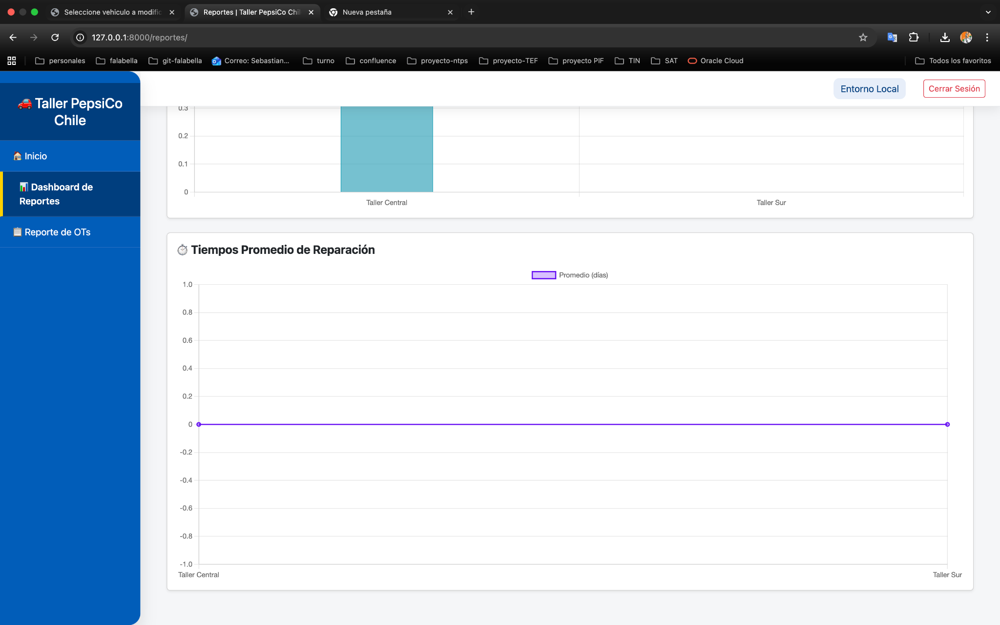 Seleccione vehiculo a modific
Reportes | Taller PepsiCo Chil
Nueva pestaña
127.0.0.1:8000/reportes/
personales
falabella
git-falabella
Correo: Sebastian...
turno
confluence
proyecto-ntps
proyecto-TEF
proyecto PIF
TIN
SAT
Oracle Cloud
Todos los favoritos
Taller PepsiCo
Chile
Inicio
Dashboard de
Reportes
Reporte de OTs
Entorno Local
Cerrar Sesión
0.3
0.2
0.1
0
Taller Central
Taller Sur
Tiempos Promedio de Reparación
Promedio (días)
1.0
0.8
0.6
0.4
0.2
0
-0.2
-0.4
-0.6
-0.8
-1.0
Taller Central
Taller Sur